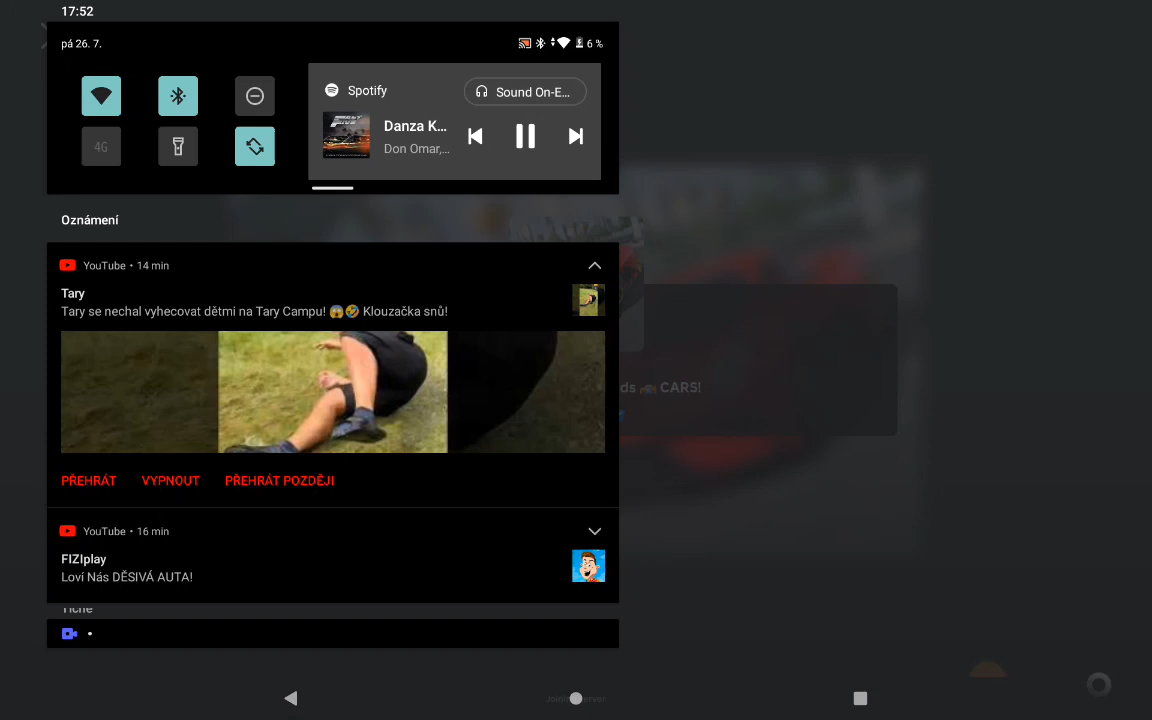 17:52
pá 26. 7.
6 %
Spotify
Sound On-E...
Danza K...
Don Omar,...
4G
Oznámení
YouTube • 14 min
Tary
Tary se nechal vyhecovat dětmi na Tary Campu! 😱🤣 Klouzačka snů!
ds 🚗 CARS!
PŘEHRÁT VYPNOUT PŘEHRÁT POZDĚJI
YouTube • 16 min
FIZIplay
Loví Nás DĚSIVÁ AUTA!
Tiché